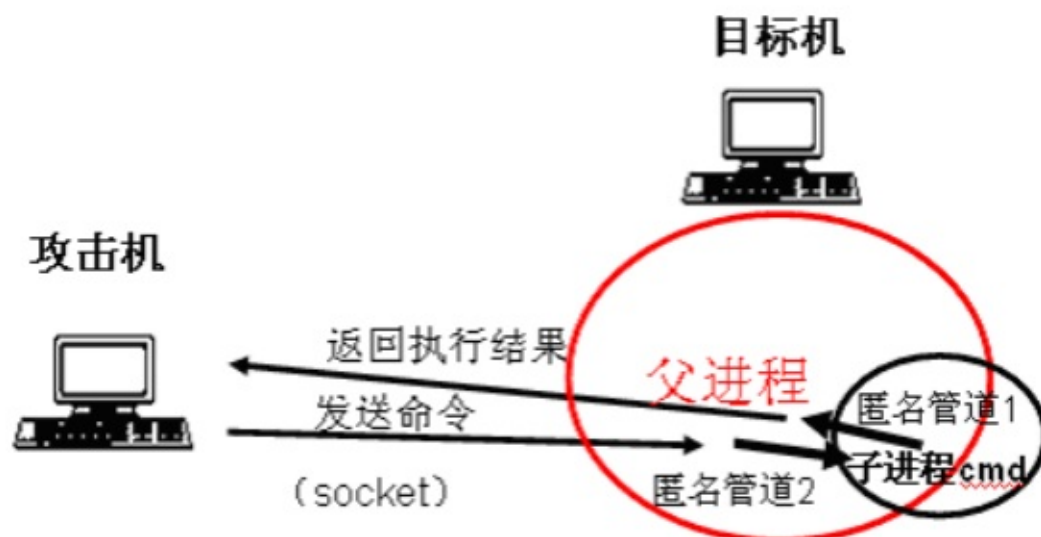 目标机
攻击机
返回执行结果
父进程
发送命令
匿名管道1
子进程cmd
(socket)
匿名管道2